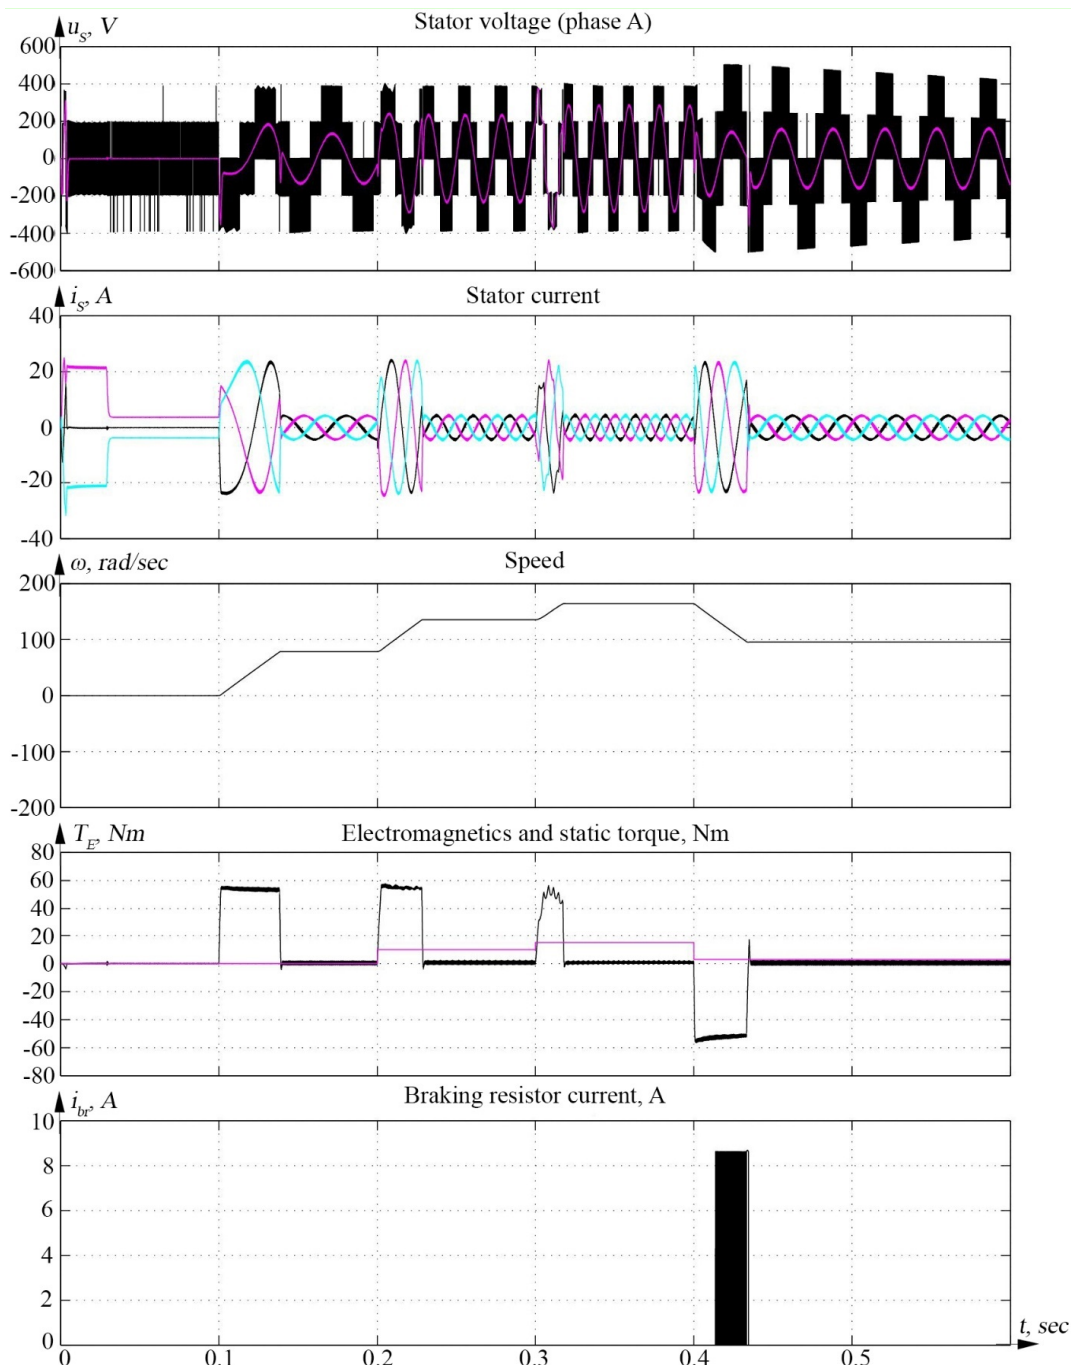 Stator voltage (phase A)
u_S, V
600
400
200
0
-200
-400
-600
Stator current
i_S, A
40
20
0
-20
-40
Speed
ω, rad/sec
200
100
0
-100
-200
Electromagnetics and static torque, Nm
T_E, Nm
80
60
40
20
0
-20
-40
-60
-80
Braking resistor current, A
i_br, A
10
8
6
4
2
0
t, sec
0 0.1 0.2 0.3 0.4 0.5